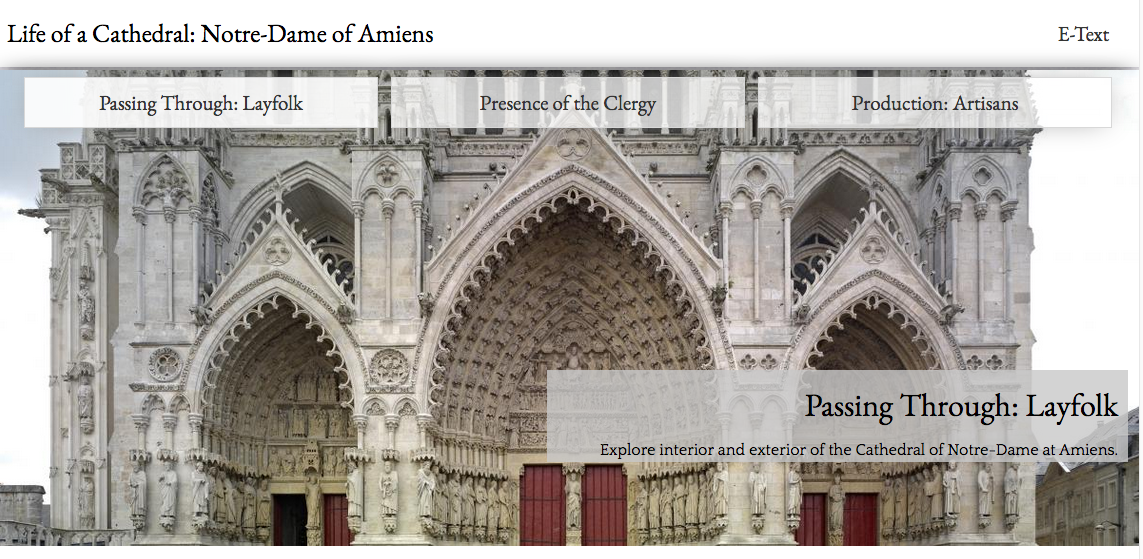 Life of a Cathedral: Notre-Dame of Amiens
E-Text
Passing Through: Layfolk
Presence of the Clergy
Production: Artisans
Passing Through: Layfolk
Explore interior and exterior of the Cathedral of Notre-Dame at Amiens.